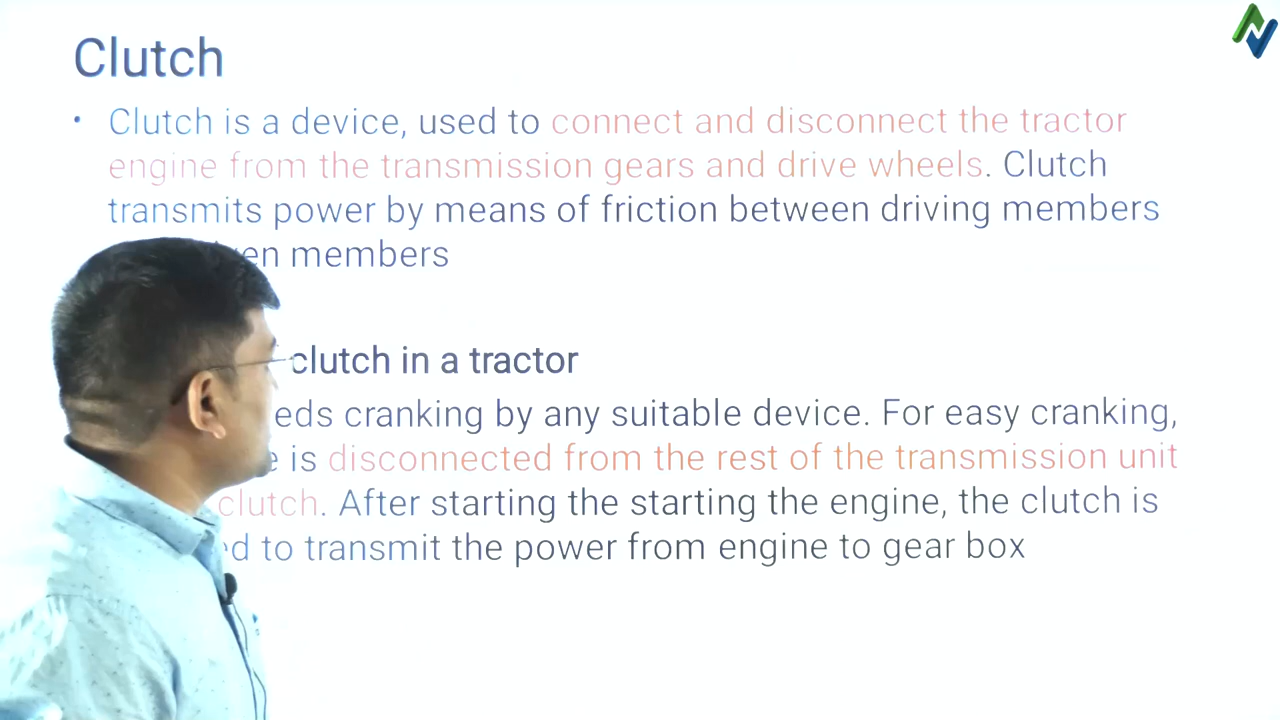 Clutch
• Clutch is a device, used to connect and disconnect the tractor
engine from the transmission gears and drive wheels. Clutch
transmits power by means of friction between driving members
members
clutch in a tractor
cranking by any suitable device. For easy cranking,
is disconnected from the rest of the transmission unit
clutch. After starting the starting the engine, the clutch is
to transmit the power from engine to gear box